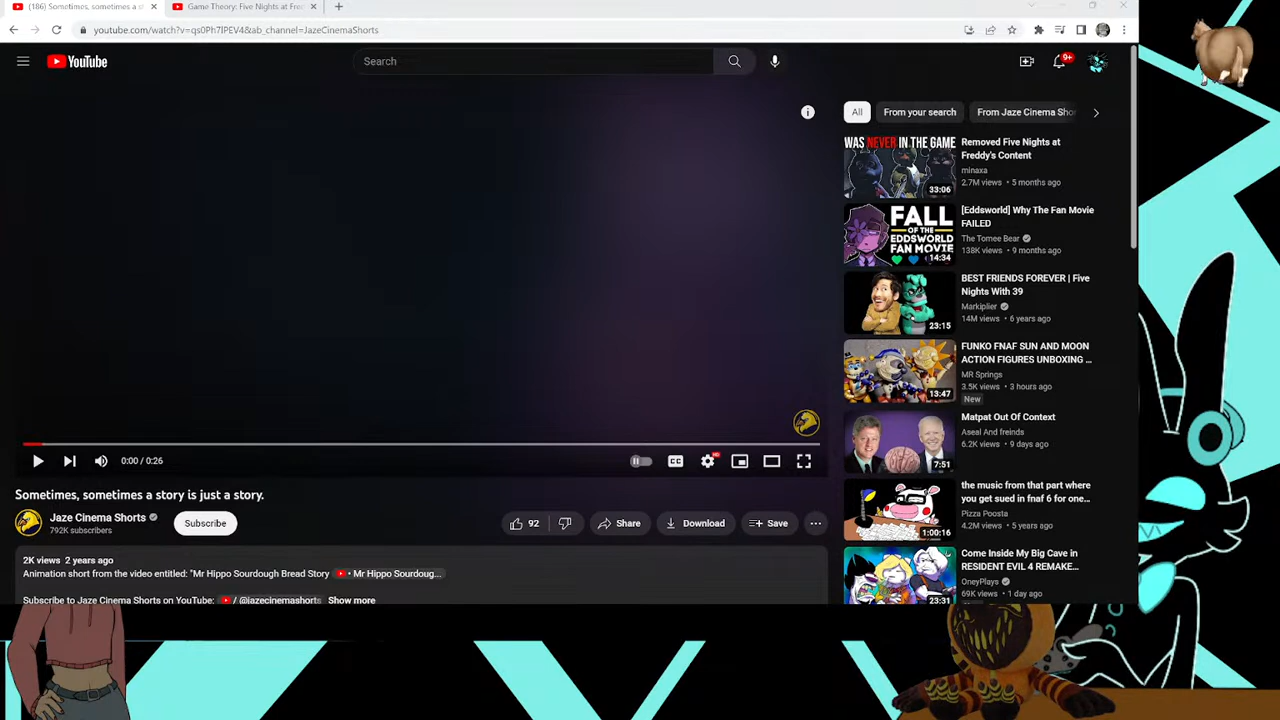 (186) Sometimes, sometimes a st
Game Theory: Five Nights at Fre
youtube.com/watch?v=qs0Ph7lPEV4&ab_channel=JazeCinemaShorts
YouTube
Search
9+
All
From your search
From Jaze Cinema Sho
WAS NEVER IN THE GAME
33:06
Removed Five Nights at
Freddy's Content
minaxa
2.7M views • 5 months ago
FALL
OF THE
EDDSWORLD
FAN MOVIE
14:34
[Eddsworld] Why The Fan Movie
FAILED
The Tomee Bear
138K views • 9 months ago
23:15
BEST FRIENDS FOREVER | Five
Nights With 39
Markiplier
14M views • 6 years ago
13:47
FUNKO FNAF SUN AND MOON
ACTION FIGURES UNBOXING ...
MR Springs
3.5K views • 3 hours ago
New
7:51
Matpat Out Of Context
Aseal And freinds
6.2K views • 9 days ago
1:00:16
the music from that part where
you get sued in fnaf 6 for one...
Pizza Poosta
4.2M views • 5 years ago
23:31
Come Inside My Big Cave in
RESIDENT EVIL 4 REMAKE...
OneyPlays
69K views • 1 day ago
0:00 / 0:26
CC
HD
Sometimes, sometimes a story is just a story.
Jaze Cinema Shorts
792K subscribers
Subscribe
92
Share
Download
Save
2K views 2 years ago
Animation short from the video entitled: "Mr Hippo Sourdough Bread Story • Mr Hippo Sourdoug...
Subscribe to Jaze Cinema Shorts on YouTube: / @jazecinemashorts Show more